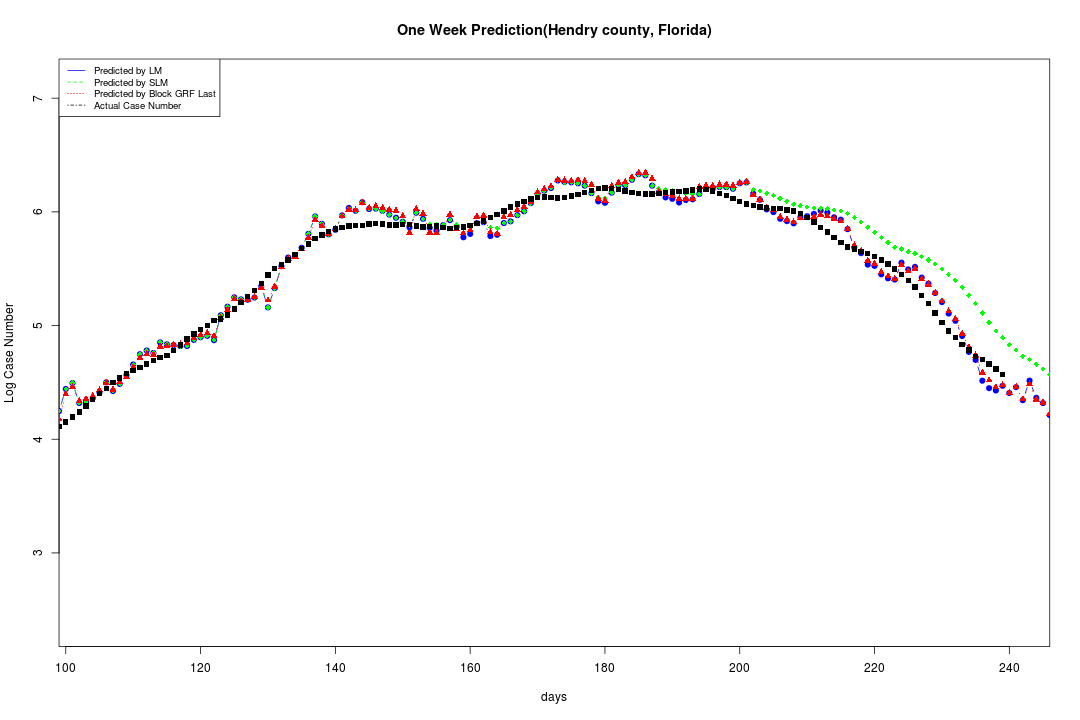 One Week Prediction(Hendry county, Florida)
Predicted by LM
Predicted by SLM
Predicted by Block GRF Last
Actual Case Number
7
6
5
4
3
Log Case Number
100 120 140 160 180 200 220 240
days